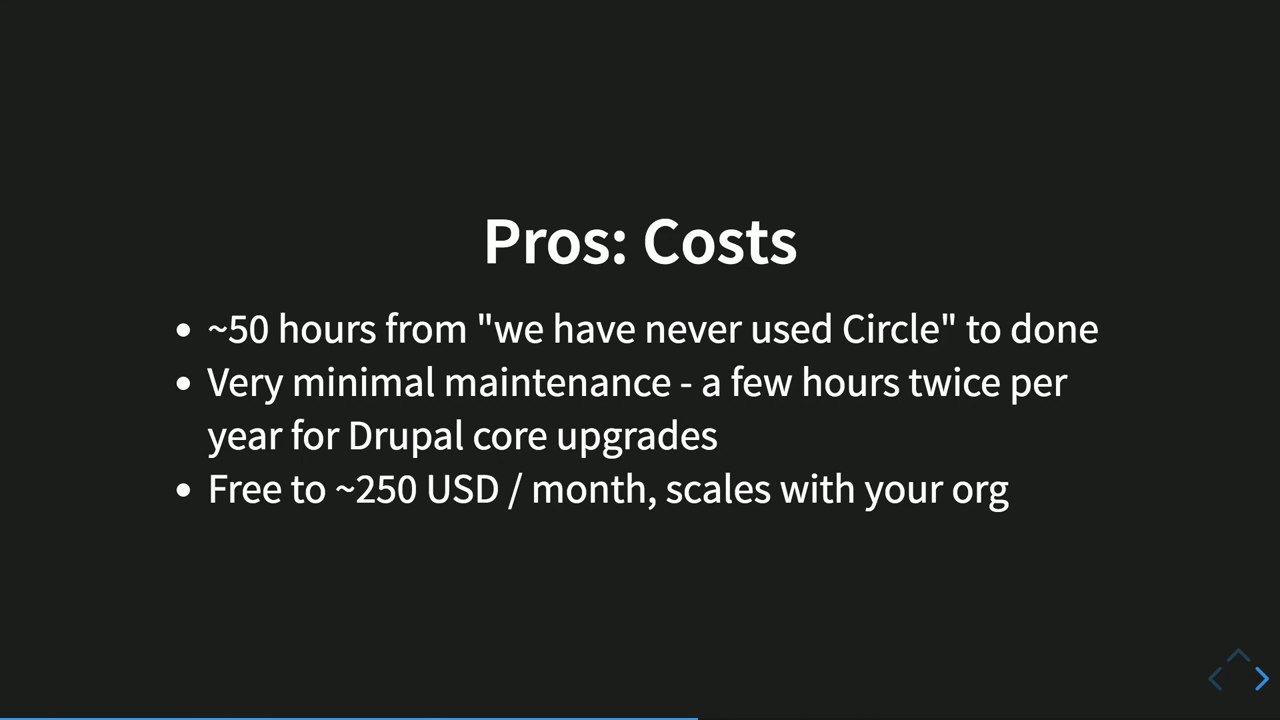 Pros: Costs
• ~50 hours from "we have never used Circle" to done
• Very minimal maintenance - a few hours twice per
year for Drupal core upgrades
• Free to ~250 USD / month, scales with your org